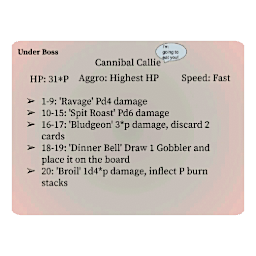 I'm
going to
eat you!
Under Boss
Cannibal Callie
HP: 31*P Aggro: Highest HP Speed: Fast
➢ 1-9: 'Ravage' Pd4 damage
➢ 10-15: 'Spit Roast' Pd6 damage
➢ 16-17: 'Bludgeon' 3*p damage, discard 2
cards
➢ 18-19: 'Dinner Bell' Draw 1 Gobbler and
place it on the board
➢ 20: 'Broil' 1d4*p damage, inflect P burn
stacks